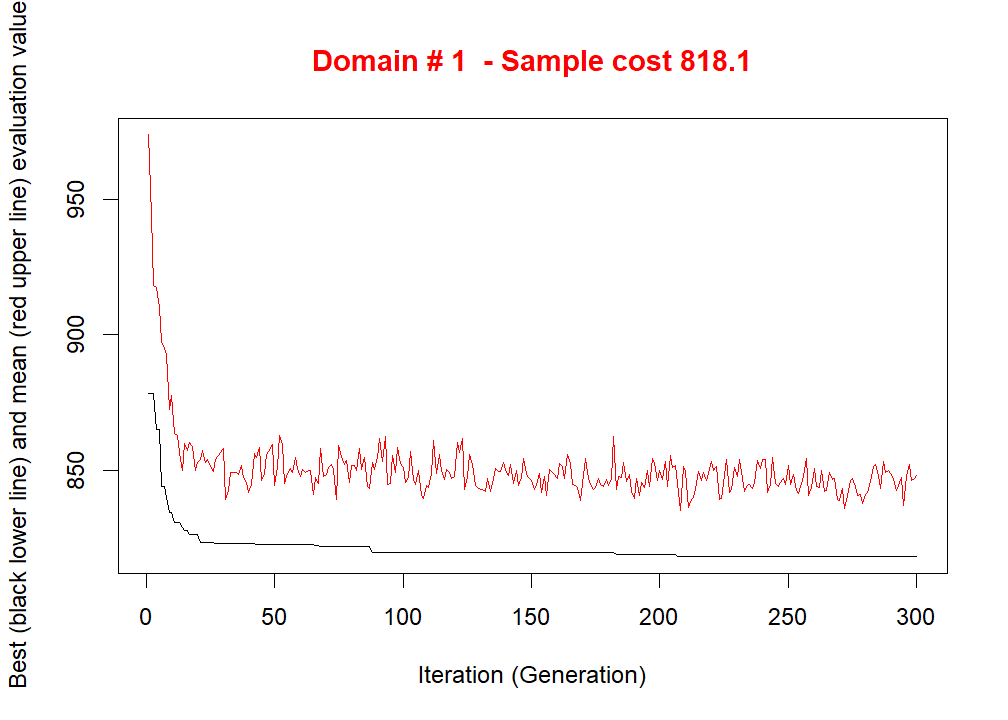 Domain # 1  - Sample cost 818.1
Best (black lower line) and mean (red upper line) evaluation value
950
900
850
0 50 100 150 200 250 300
Iteration (Generation)